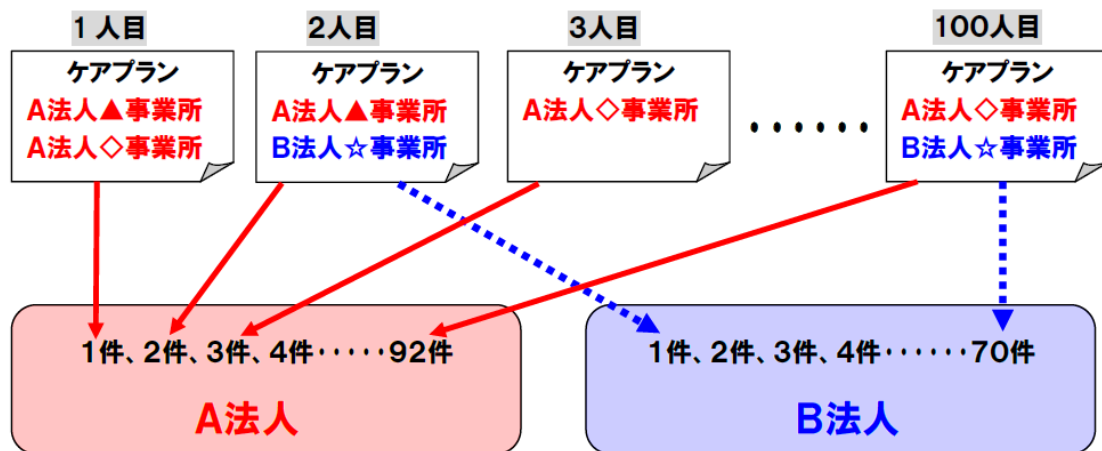 1人目
ケアプラン
A法人▲事業所
A法人◇事業所
2人目
ケアプラン
A法人▲事業所
B法人☆事業所
3人目
ケアプラン
A法人◇事業所
・・・・・・
100人目
ケアプラン
A法人◇事業所
B法人☆事業所
1件、2件、3件、4件・・・・・92件
A法人
1件、2件、3件、4件・・・・・・70件
B法人